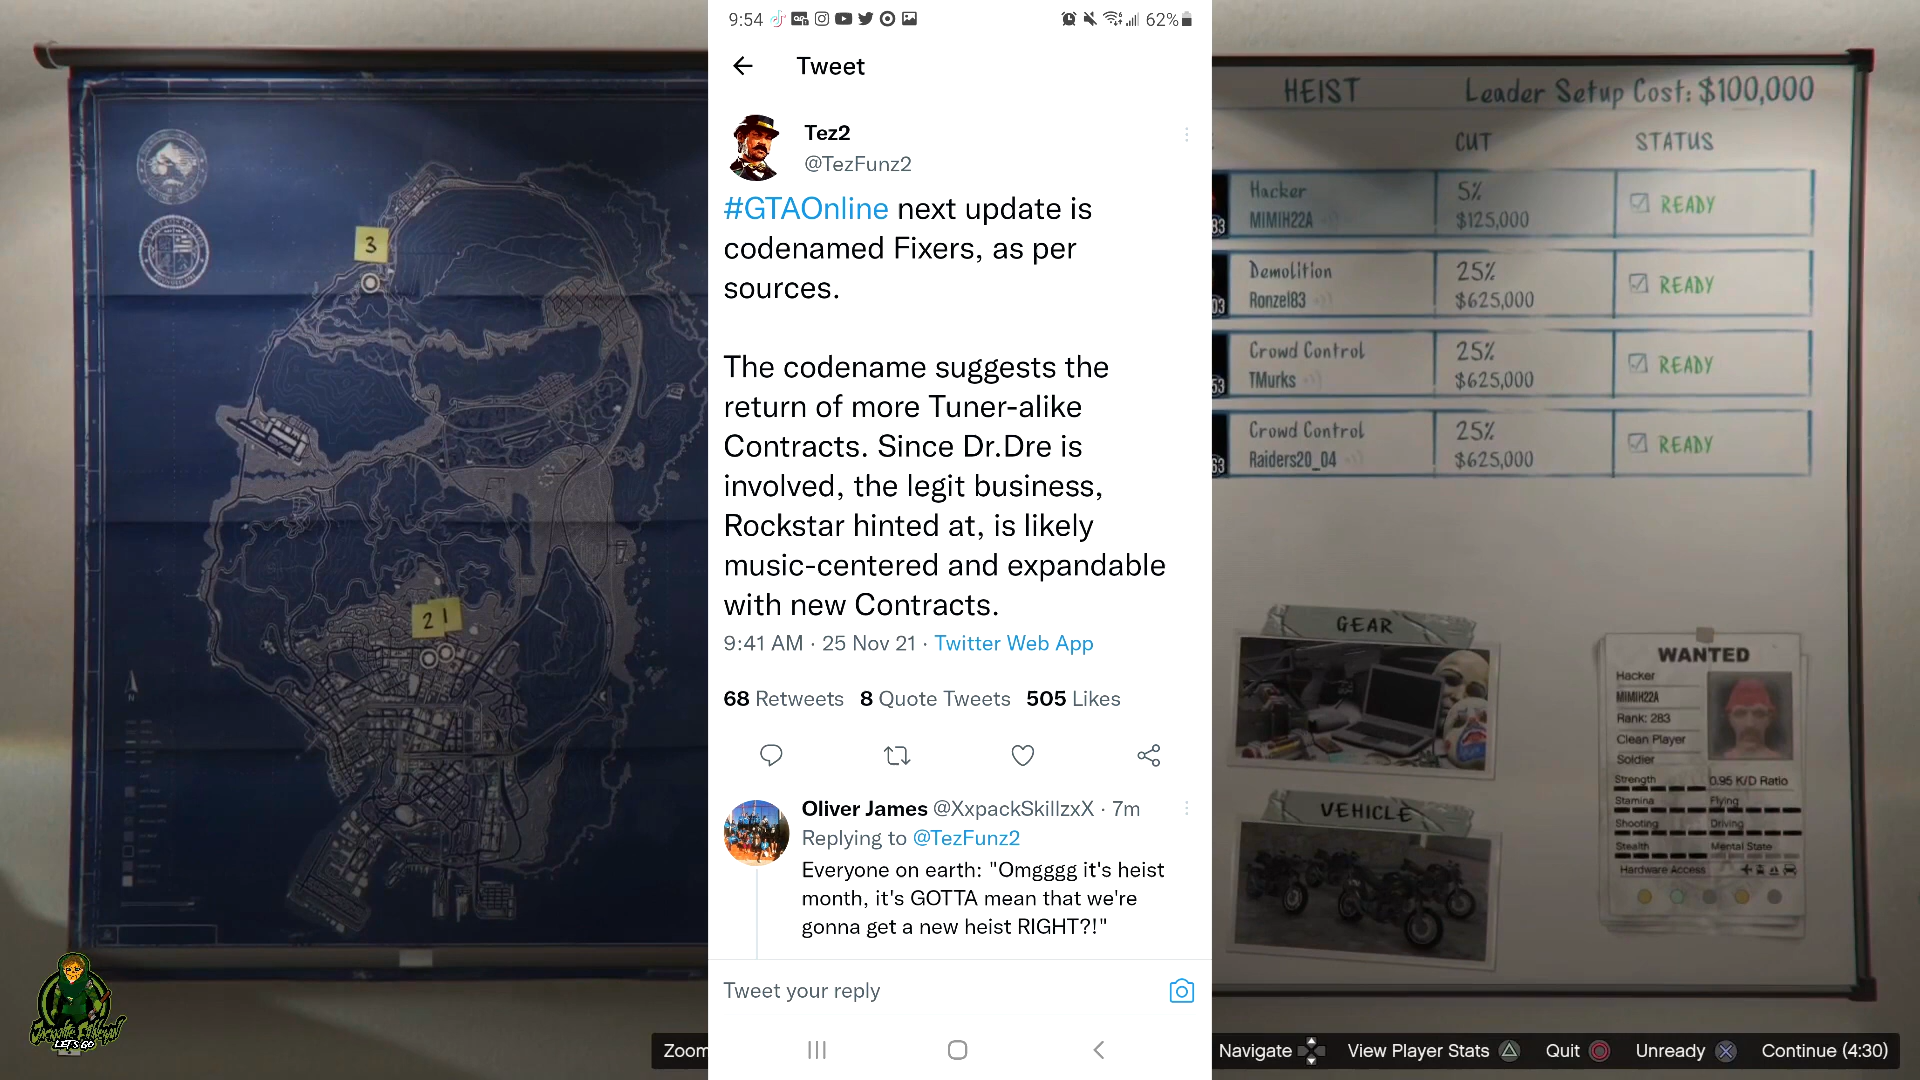 9:54
62%
Tweet
Tez2
@TezFunz2
#GTAOnline next update is
codenamed Fixers, as per
sources.
The codename suggests the
return of more Tuner-alike
Contracts. Since Dr.Dre is
involved, the legit business,
Rockstar hinted at, is likely
music-centered and expandable
with new Contracts.
9:41 AM · 25 Nov 21 · Twitter Web App
68 Retweets 8 Quote Tweets 505 Likes
Oliver James @XxpackSkillzxX · 7m
Replying to @TezFunz2
Everyone on earth: "Omgggg it's heist
month, it's GOTTA mean that we're
gonna get a new heist RIGHT?!"
Tweet your reply
3
2 1
HEIST Leader Setup Cost: $100,000
CUT STATUS
Hacker 5% READY
MIMIH22A $125,000
Demolition 25% READY
Ronzel83 $625,000
Crowd Control 25% READY
TMurks $625,000
Crowd Control 25% READY
Raiders20_04 $625,000
GEAR
VEHICLE
WANTED
Hacker
MIMIH22A
Rank: 283
Clean Player
Soldier
Strength 0.95 K/D Ratio
Stamina Flying
Shooting Driving
Stealth Mental State
Hardware Access
LET'S GO
Zoom
Navigate View Player Stats Quit Unready Continue (4:30)